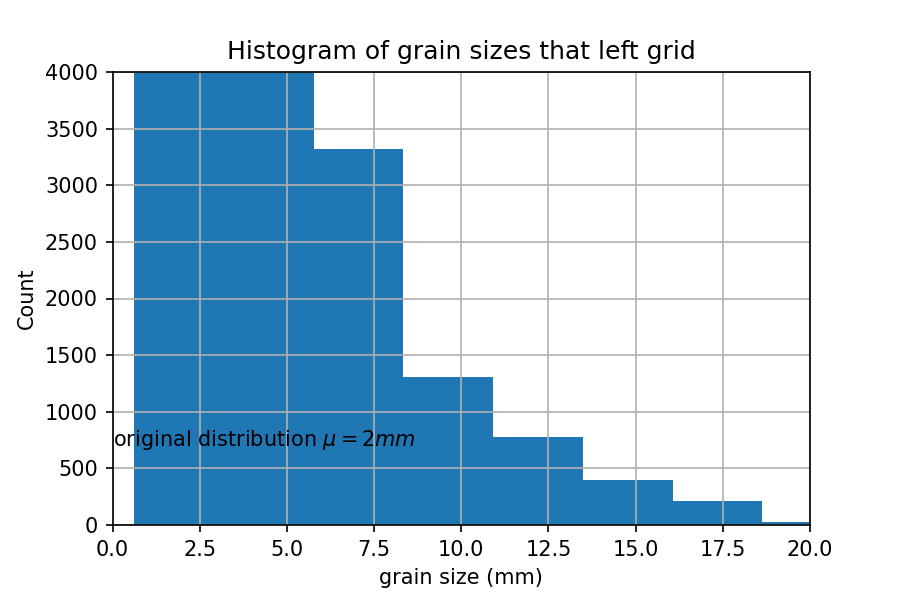 Histogram of grain sizes that left grid
4000
3500
3000
2500
2000
1500
1000
500
0
Count
original distribution μ = 2mm
0.0 2.5 5.0 7.5 10.0 12.5 15.0 17.5 20.0
grain size (mm)